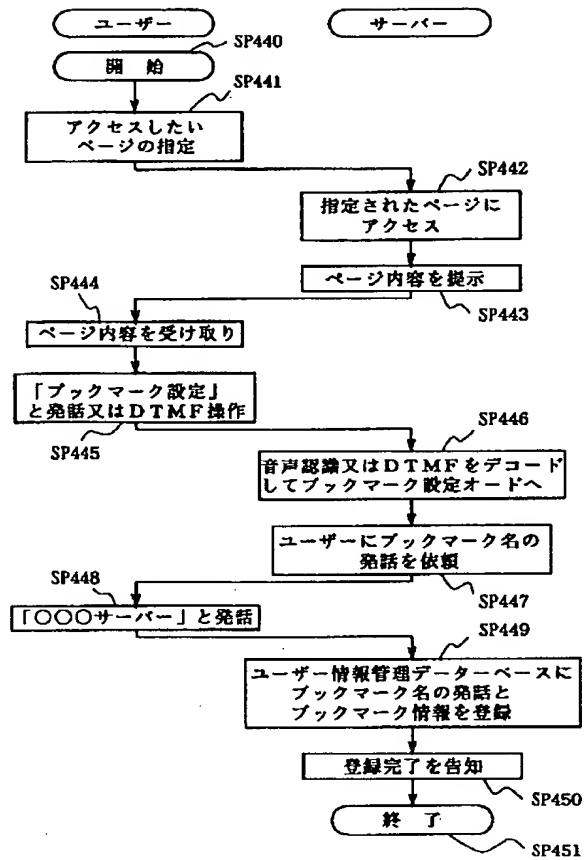 ユーザー
サーバー
SP440
開 始
SP441
アクセスしたい
ページの指定
SP442
指定されたページに
アクセス
ページ内容を提示
SP443
SP444
ページ内容を受け取り
「ブックマーク設定」
と発話又はDTMF操作
SP445
SP446
音声認識又はDTMFをデコード
してブックマーク設定オードへ
ユーザーにブックマーク名の
発話を依頼
SP447
SP448
「〇〇〇サーバー」と発話
SP449
ユーザー情報管理データーベースに
ブックマーク名の発話と
ブックマーク情報を登録
登録完了を告知
SP450
終 了
SP451